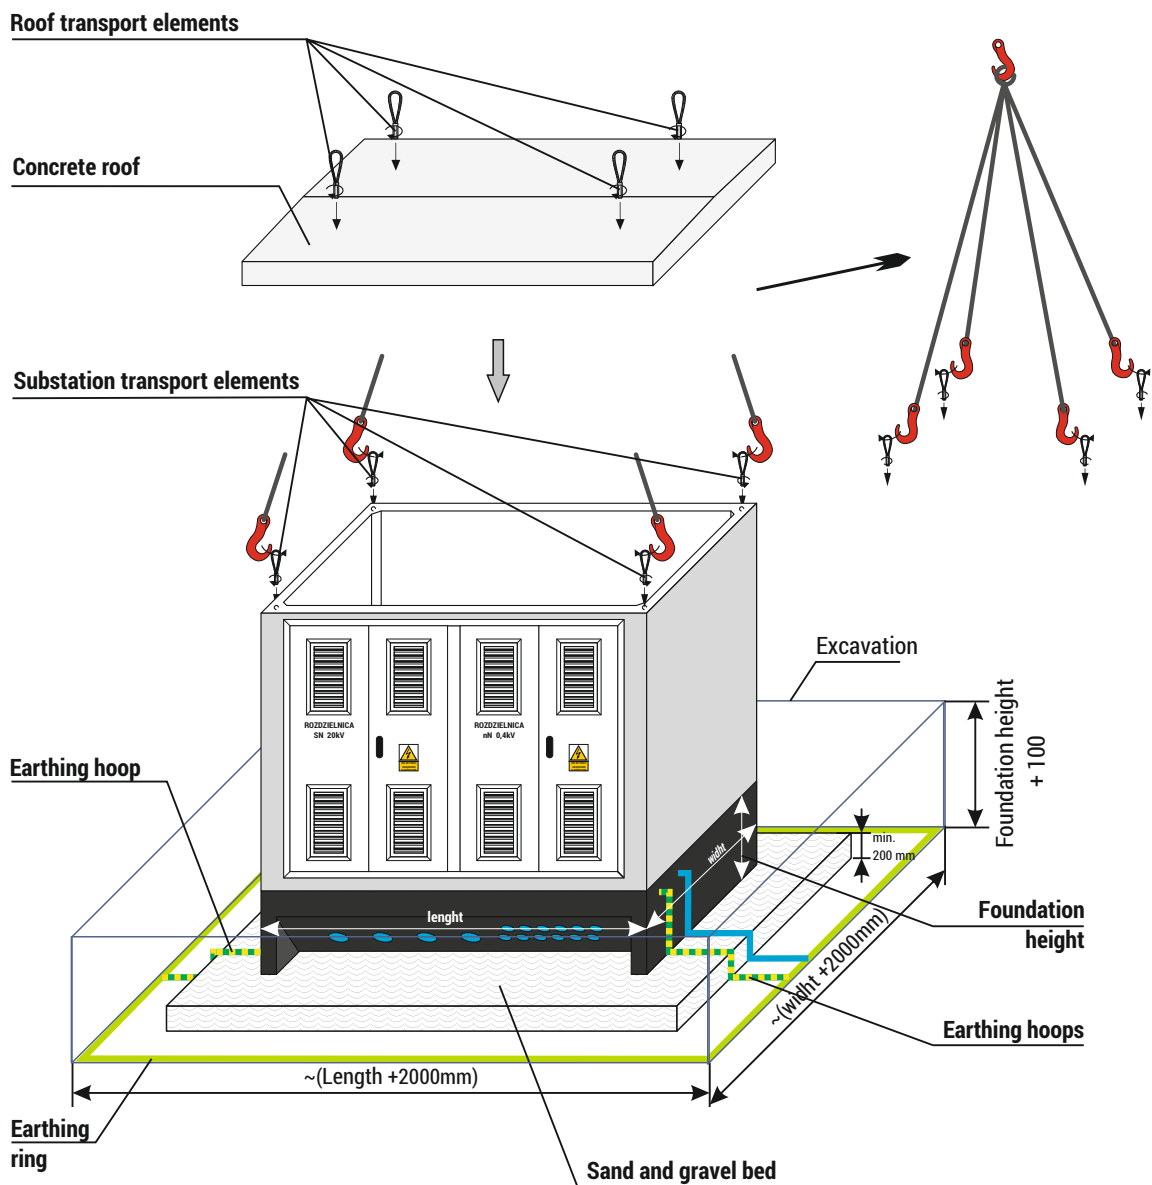 Roof transport elements
Concrete roof
Substation transport elements
Excavation
ROZDZIELNICA
SN 20kV
ROZDZIELNICA
nN 0,4kV
Foundation height
+ 100
Earthing hoop
min.
200 mm
widht
lenght
Foundation
height
~(widht +2000mm)
Earthing hoops
~(Length +2000mm)
Earthing
ring
Sand and gravel bed